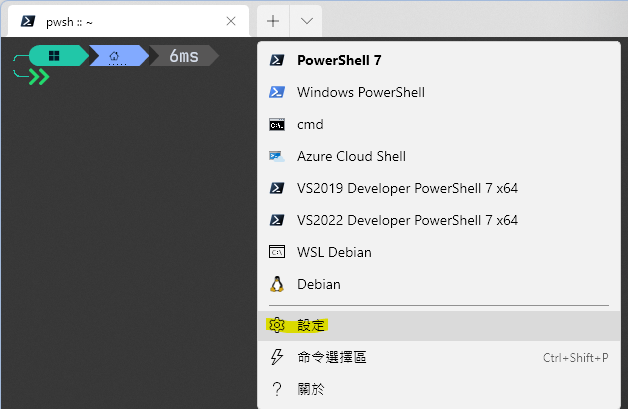 pwsh :: ~
6ms
PowerShell 7
Windows PowerShell
cmd
Azure Cloud Shell
VS2019 Developer PowerShell 7 x64
VS2022 Developer PowerShell 7 x64
WSL Debian
Debian
設定
命令選擇區 Ctrl+Shift+P
關於